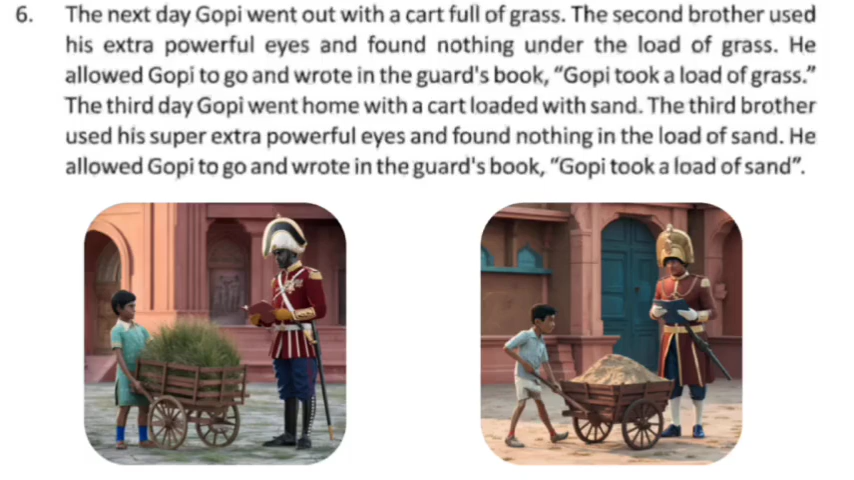 6. The next day Gopi went out with a cart full of grass. The second brother used
his extra powerful eyes and found nothing under the load of grass. He
allowed Gopi to go and wrote in the guard's book, “Gopi took a load of grass.”
The third day Gopi went home with a cart loaded with sand. The third brother
used his super extra powerful eyes and found nothing in the load of sand. He
allowed Gopi to go and wrote in the guard's book, “Gopi took a load of sand”.